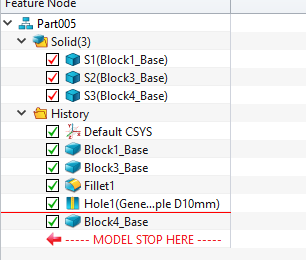 Feature Node
Part005
Solid(3)
S1(Block1_Base)
S2(Block3_Base)
S3(Block4_Base)
History
Default CSYS
Block1_Base
Block3_Base
Fillet1
Hole1(Gene...ple D10mm)
Block4_Base
----- MODEL STOP HERE -----